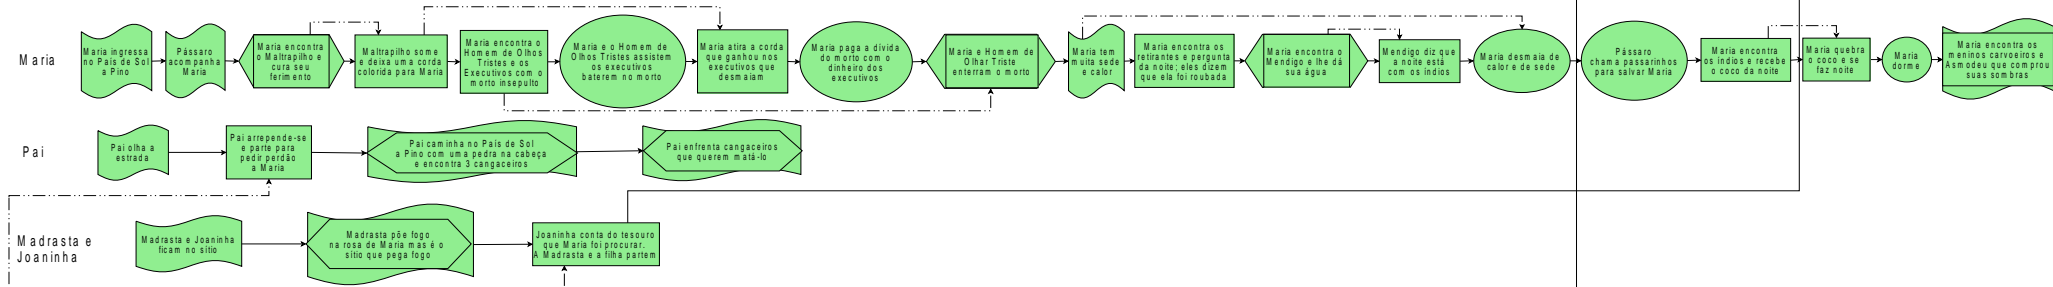 Maria
Maria ingressa
no País de Sol
a Pino
Pássaro
acompanha
Maria
Maria encontra
o Maltrapilho e
cura seu
ferimento
Maltrapilho some
e deixa uma corda
colorida para Maria
Maria encontra o
Homem de Olhos
Tristes e os
Executivos com o
morto insepulto
Maria e o Homem de
Olhos Tristes assistem
os executivos
baterem no morto
Maria atira a corda
que ganhou nos
executivos que
desmaiam
Maria paga a dívida
do morto com o
dinheiro dos
executivos
Maria e Homem de
Olhar Triste
enterram o morto
Maria tem
muita sede
e calor
Maria encontra os
retirantes e pergunta
da noite; eles dizem
que ela foi roubada
Maria encontra o
Mendigo e lhe dá
sua água
Mendigo diz que
a noite está
com os índios
Maria desmaia de
calor e de sede
Pássaro
chama passarinhos
para salvar Maria
Maria encontra
os índios e recebe
o coco da noite
Maria quebra
o coco e se
faz noite
Maria
dorme
Maria encontra os
meninos carvoeiros e
Asmodeu que comprou
suas sombras
Pai
Pai olha a
estrada
Pai arrepende-se
e parte para
pedir perdão
a Maria
Pai caminha no País de Sol
a Pino com uma pedra na cabeça
e encontra 3 cangaceiros
Pai enfrenta cangaceiros
que querem matá-lo
Madrasta e
Joaninha
Madrasta e Joaninha
ficam no sítio
Madrasta põe fogo
na rosa de Maria mas é o
sítio que pega fogo
Joaninha conta do tesouro
que Maria foi procurar.
A Madrasta e a filha partem